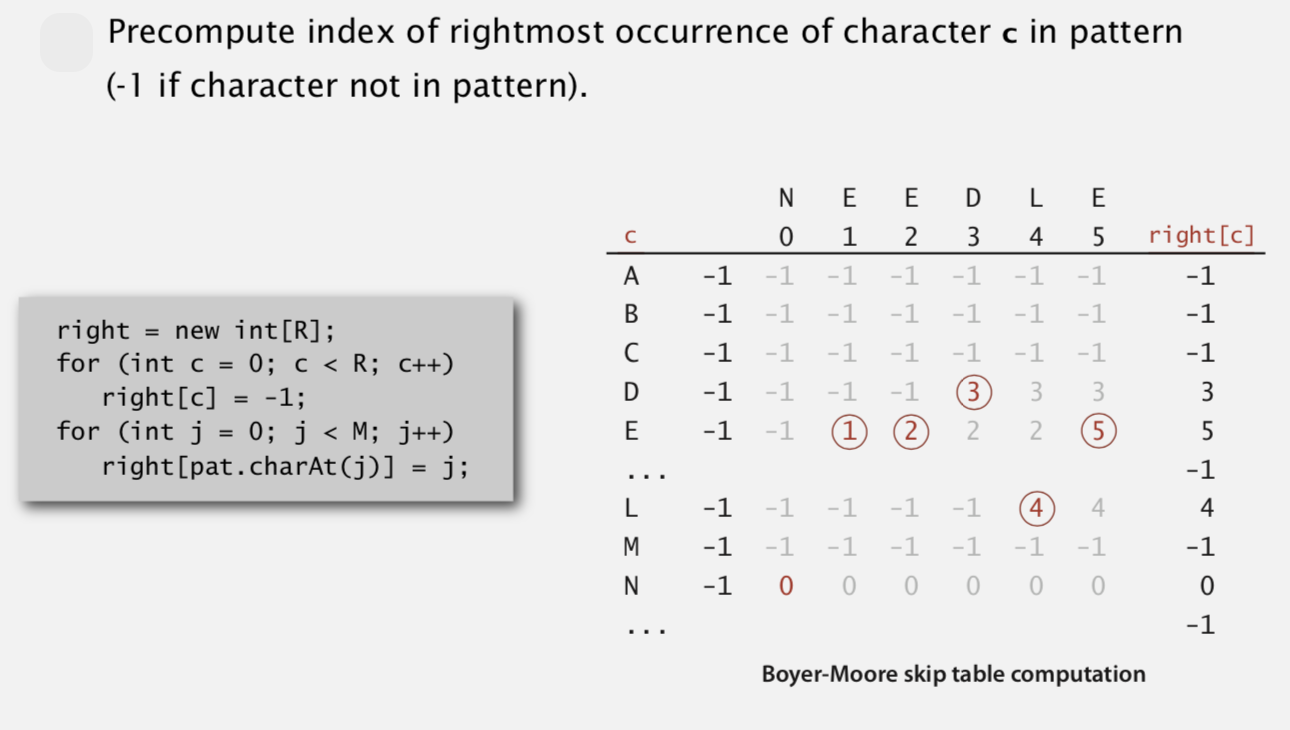 Precompute index of rightmost occurrence of character c in pattern
(-1 if character not in pattern).
right = new int[R];
for (int c = 0; c < R; c++)
right[c] = -1;
for (int j = 0; j < M; j++)
right[pat.charAt(j)] = j;
N E E D L E
c 0 1 2 3 4 5 right[c]
A -1 -1 -1 -1 -1 -1 -1 -1
B -1 -1 -1 -1 -1 -1 -1 -1
C -1 -1 -1 -1 -1 -1 -1 -1
D -1 -1 -1 -1 3 3 3 3
E -1 -1 1 2 2 2 5 5
... -1
L -1 -1 -1 -1 -1 4 4 4
M -1 -1 -1 -1 -1 -1 -1 -1
N -1 0 0 0 0 0 0 0
... -1
Boyer-Moore skip table computation